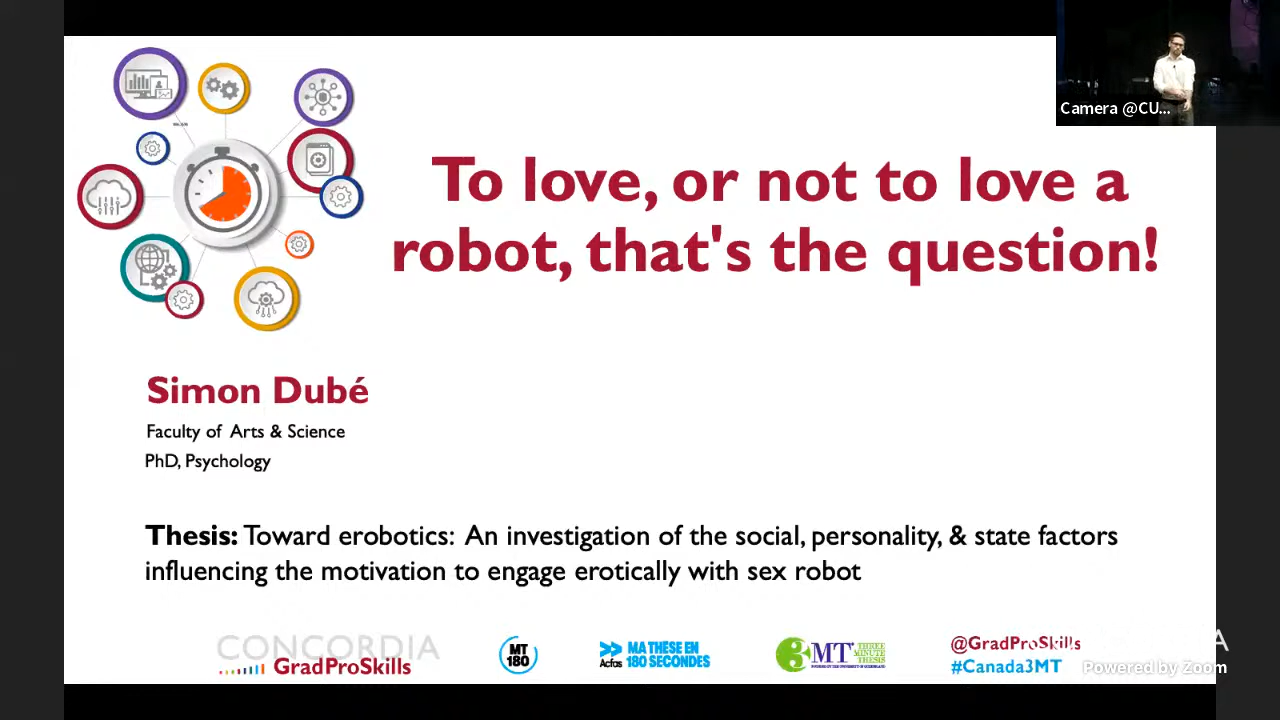 Camera @CU...
To love, or not to love a
robot, that's the question!
Simon Dubé
Faculty of Arts & Science
PhD, Psychology
Thesis: Toward erobotics: An investigation of the social, personality, & state factors
influencing the motivation to engage erotically with sex robot
CONCORDIA
GradProSkills
MT
180
Acfas
MA THÈSE EN
180 SECONDES
3MT
THREE
MINUTE
THESIS
@GradProSkills
#Canada3MT
Powered by Zoom